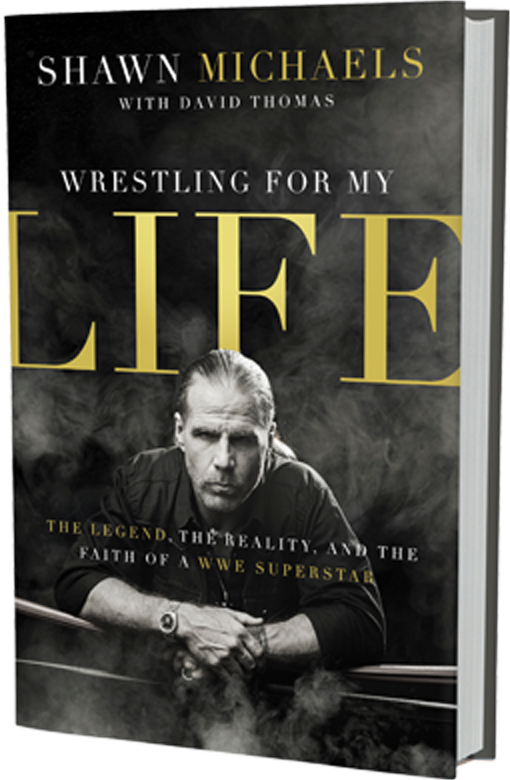 SHAWN MICHAELS
WITH DAVID THOMAS
WRESTLING FOR MY
LIFE
THE LEGEND, THE REALITY, AND THE
FAITH OF A WWE SUPERSTAR